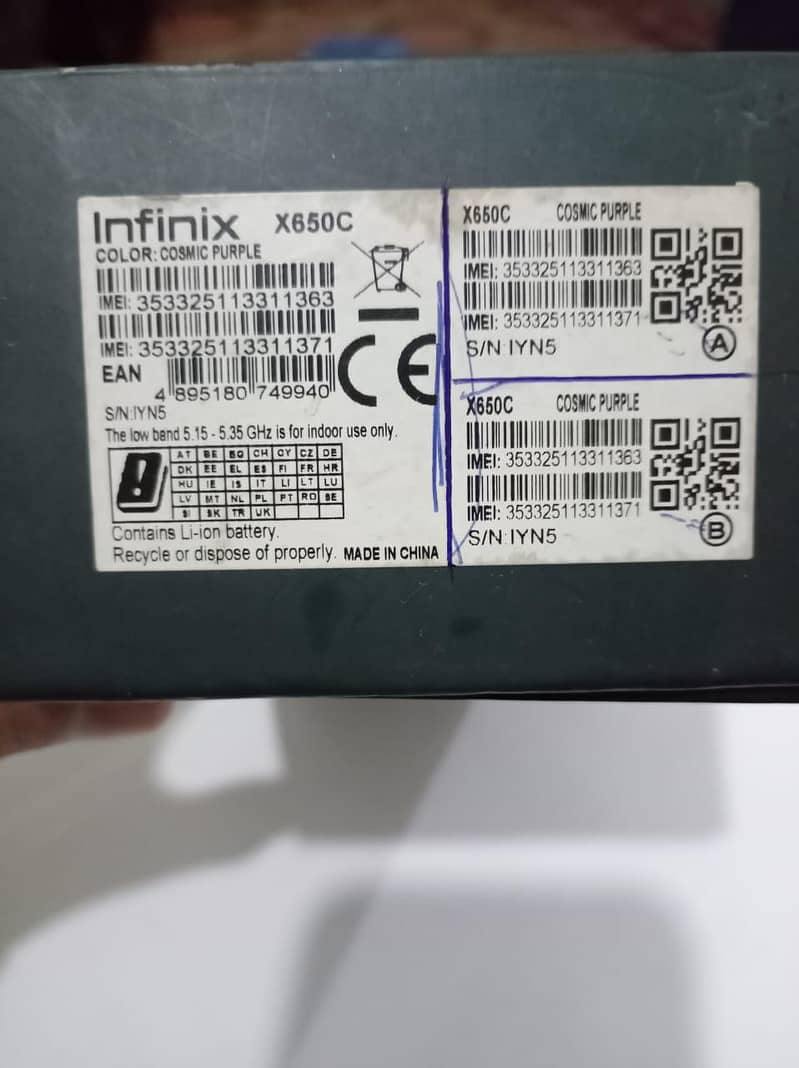 Infinix X650C
COLOR: COSMIC PURPLE
IMEI: 353325113311363
IMEI: 353325113311371
EAN
4 895180 749940
S/N:IYN5
The low band 5.15 - 5.35 GHz is for indoor use only.
AT BE BG CH CY CZ DE
DK EE EL ES FI FR HR
HU IE IS IT LI LT LU
LV MT NL PL PT RO SE
SI SK TR UK
Contains Li-ion battery.
Recycle or dispose of properly. MADE IN CHINA
CE
X650C COSMIC PURPLE
IMEI: 353325113311363
IMEI: 353325113311371
S/N:IYN5
A
X650C COSMIC PURPLE
IMEI: 353325113311363
IMEI: 353325113311371
S/N:IYN5
B